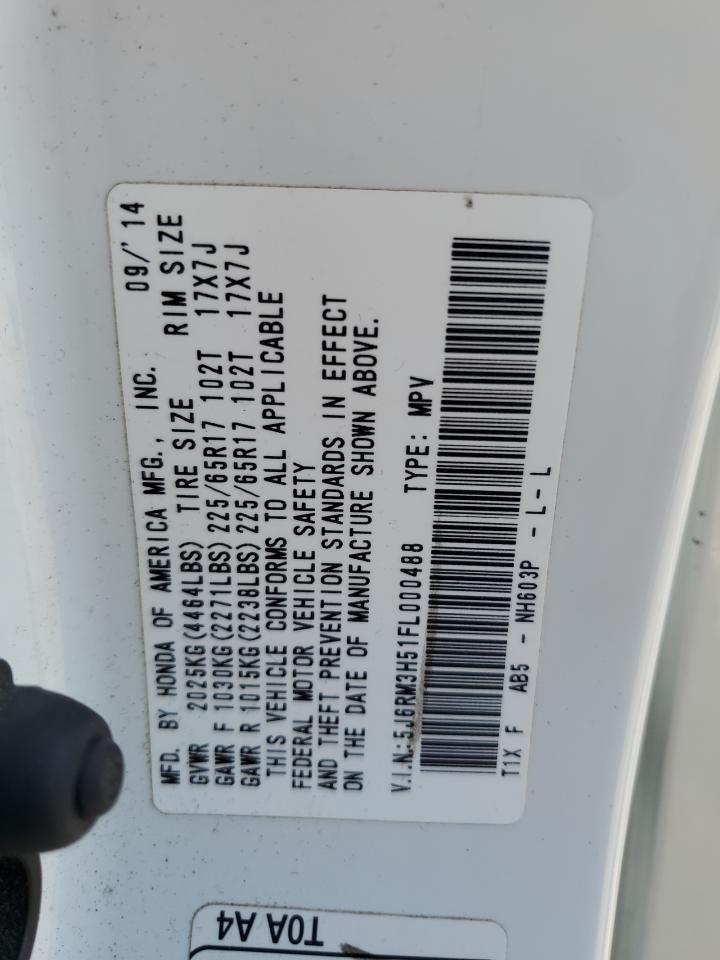 MFD. BY HONDA OF AMERICA MFG., INC. 09/'14
GVWR 2025KG(4464LBS) TIRE SIZE RIM SIZE
GAWR F 1030KG(2271LBS) 225/65R17 102T 17X7J
GAWR R 1015KG(2238LBS) 225/65R17 102T 17X7J
THIS VEHICLE CONFORMS TO ALL APPLICABLE
FEDERAL MOTOR VEHICLE SAFETY
AND THEFT PREVENTION STANDARDS IN EFFECT
ON THE DATE OF MANUFACTURE SHOWN ABOVE.
V.I.N.:5J6RM3H51FL000488 TYPE: MPV
T1X F AB5 - NH603P - L- L
T0A A4